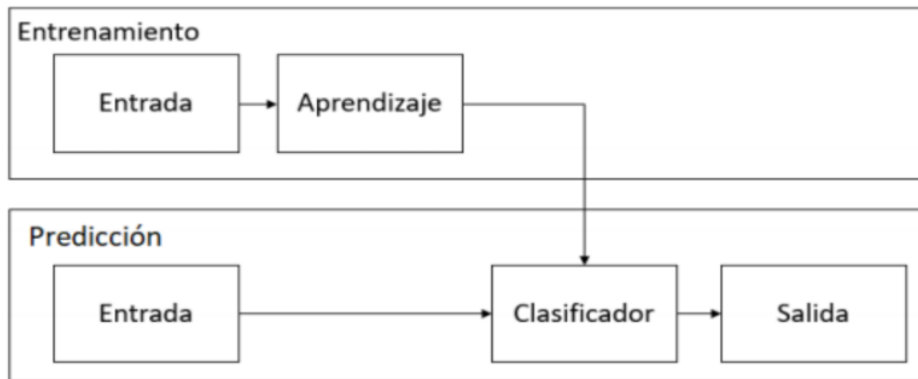 Entrenamiento
Entrada
Aprendizaje
Predicción
Entrada
Clasificador
Salida